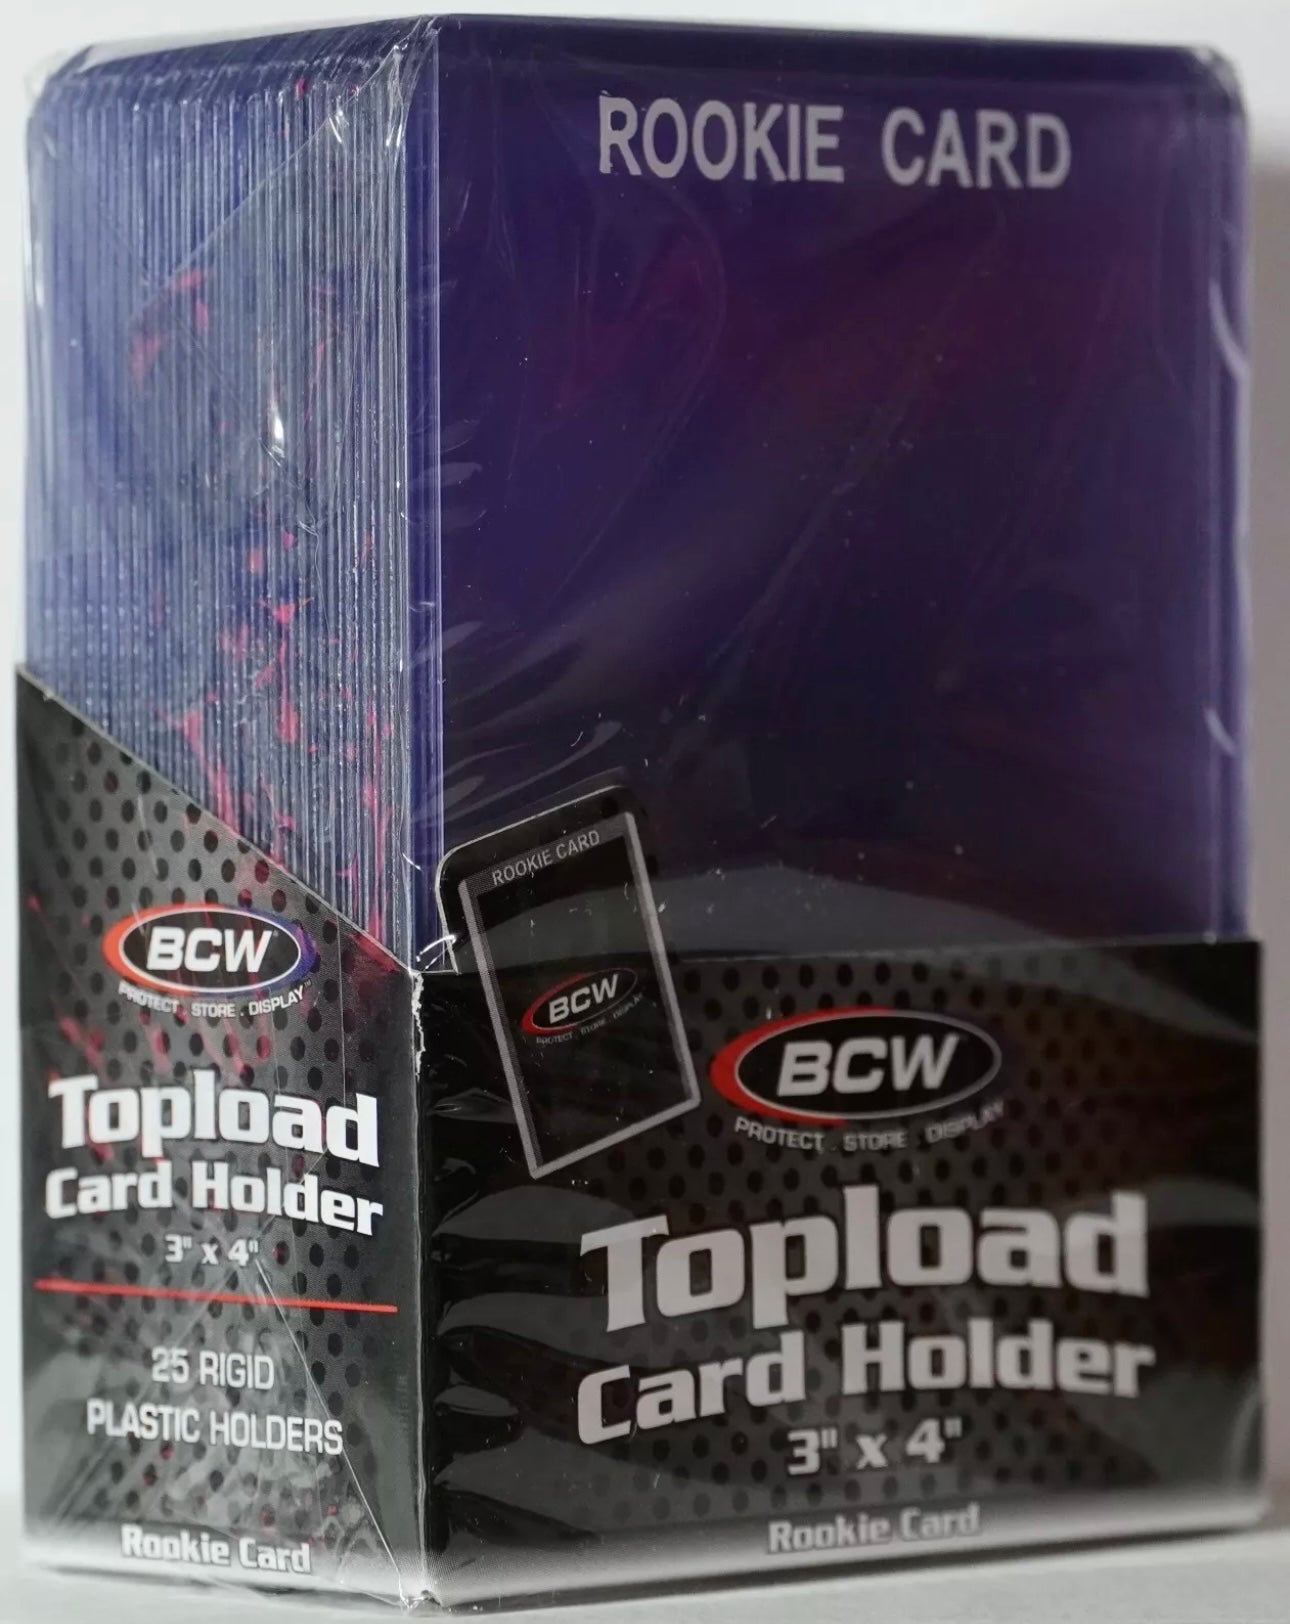 ROOKIE CARD
BCW
PROTECT . STORE . DISPLAY™
Topload
Card Holder
3" x 4"
25 RIGID
PLASTIC HOLDERS
Rookie Card
ROOKIE CARD
BCW
PROTECT . STORE . DISPLAY
BCW
PROTECT . STORE . DISPLAY
Topload
Card Holder
3" x 4"
Rookie Card